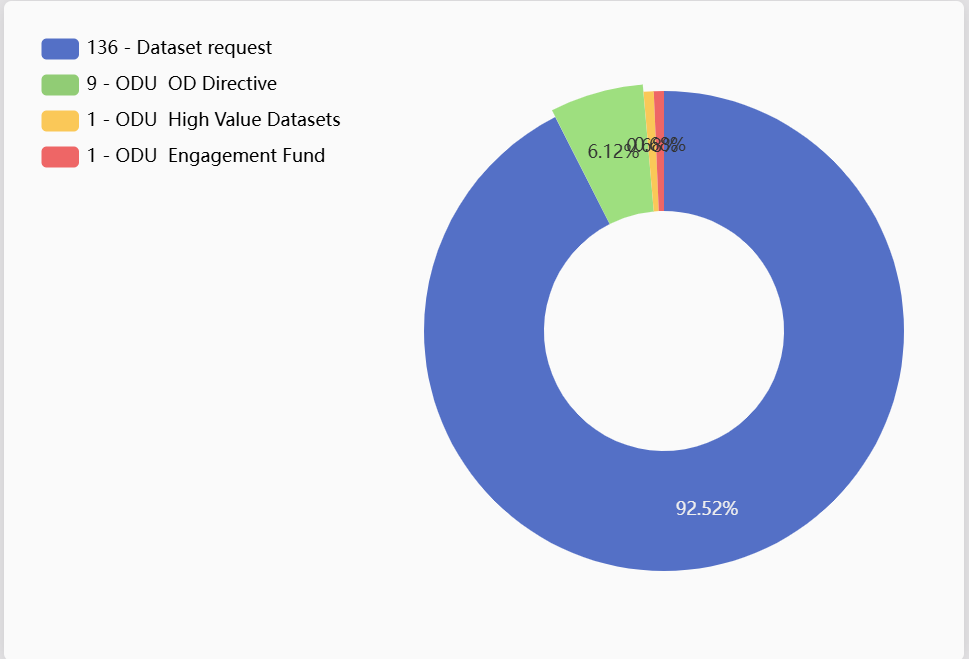 136 - Dataset request
9 - ODU  OD Directive
1 - ODU  High Value Datasets
1 - ODU  Engagement Fund
6.12%
92.52%